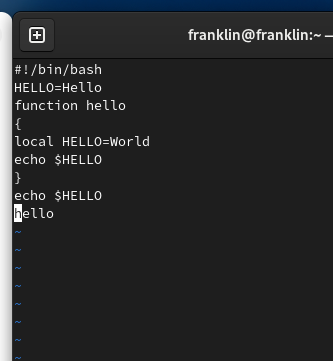 franklin@franklin:~ —
#!/bin/bash
HELLO=Hello
function hello
{
local HELLO=World
echo $HELLO
}
echo $HELLO
hello
~
~
~
~
~
~
~
~